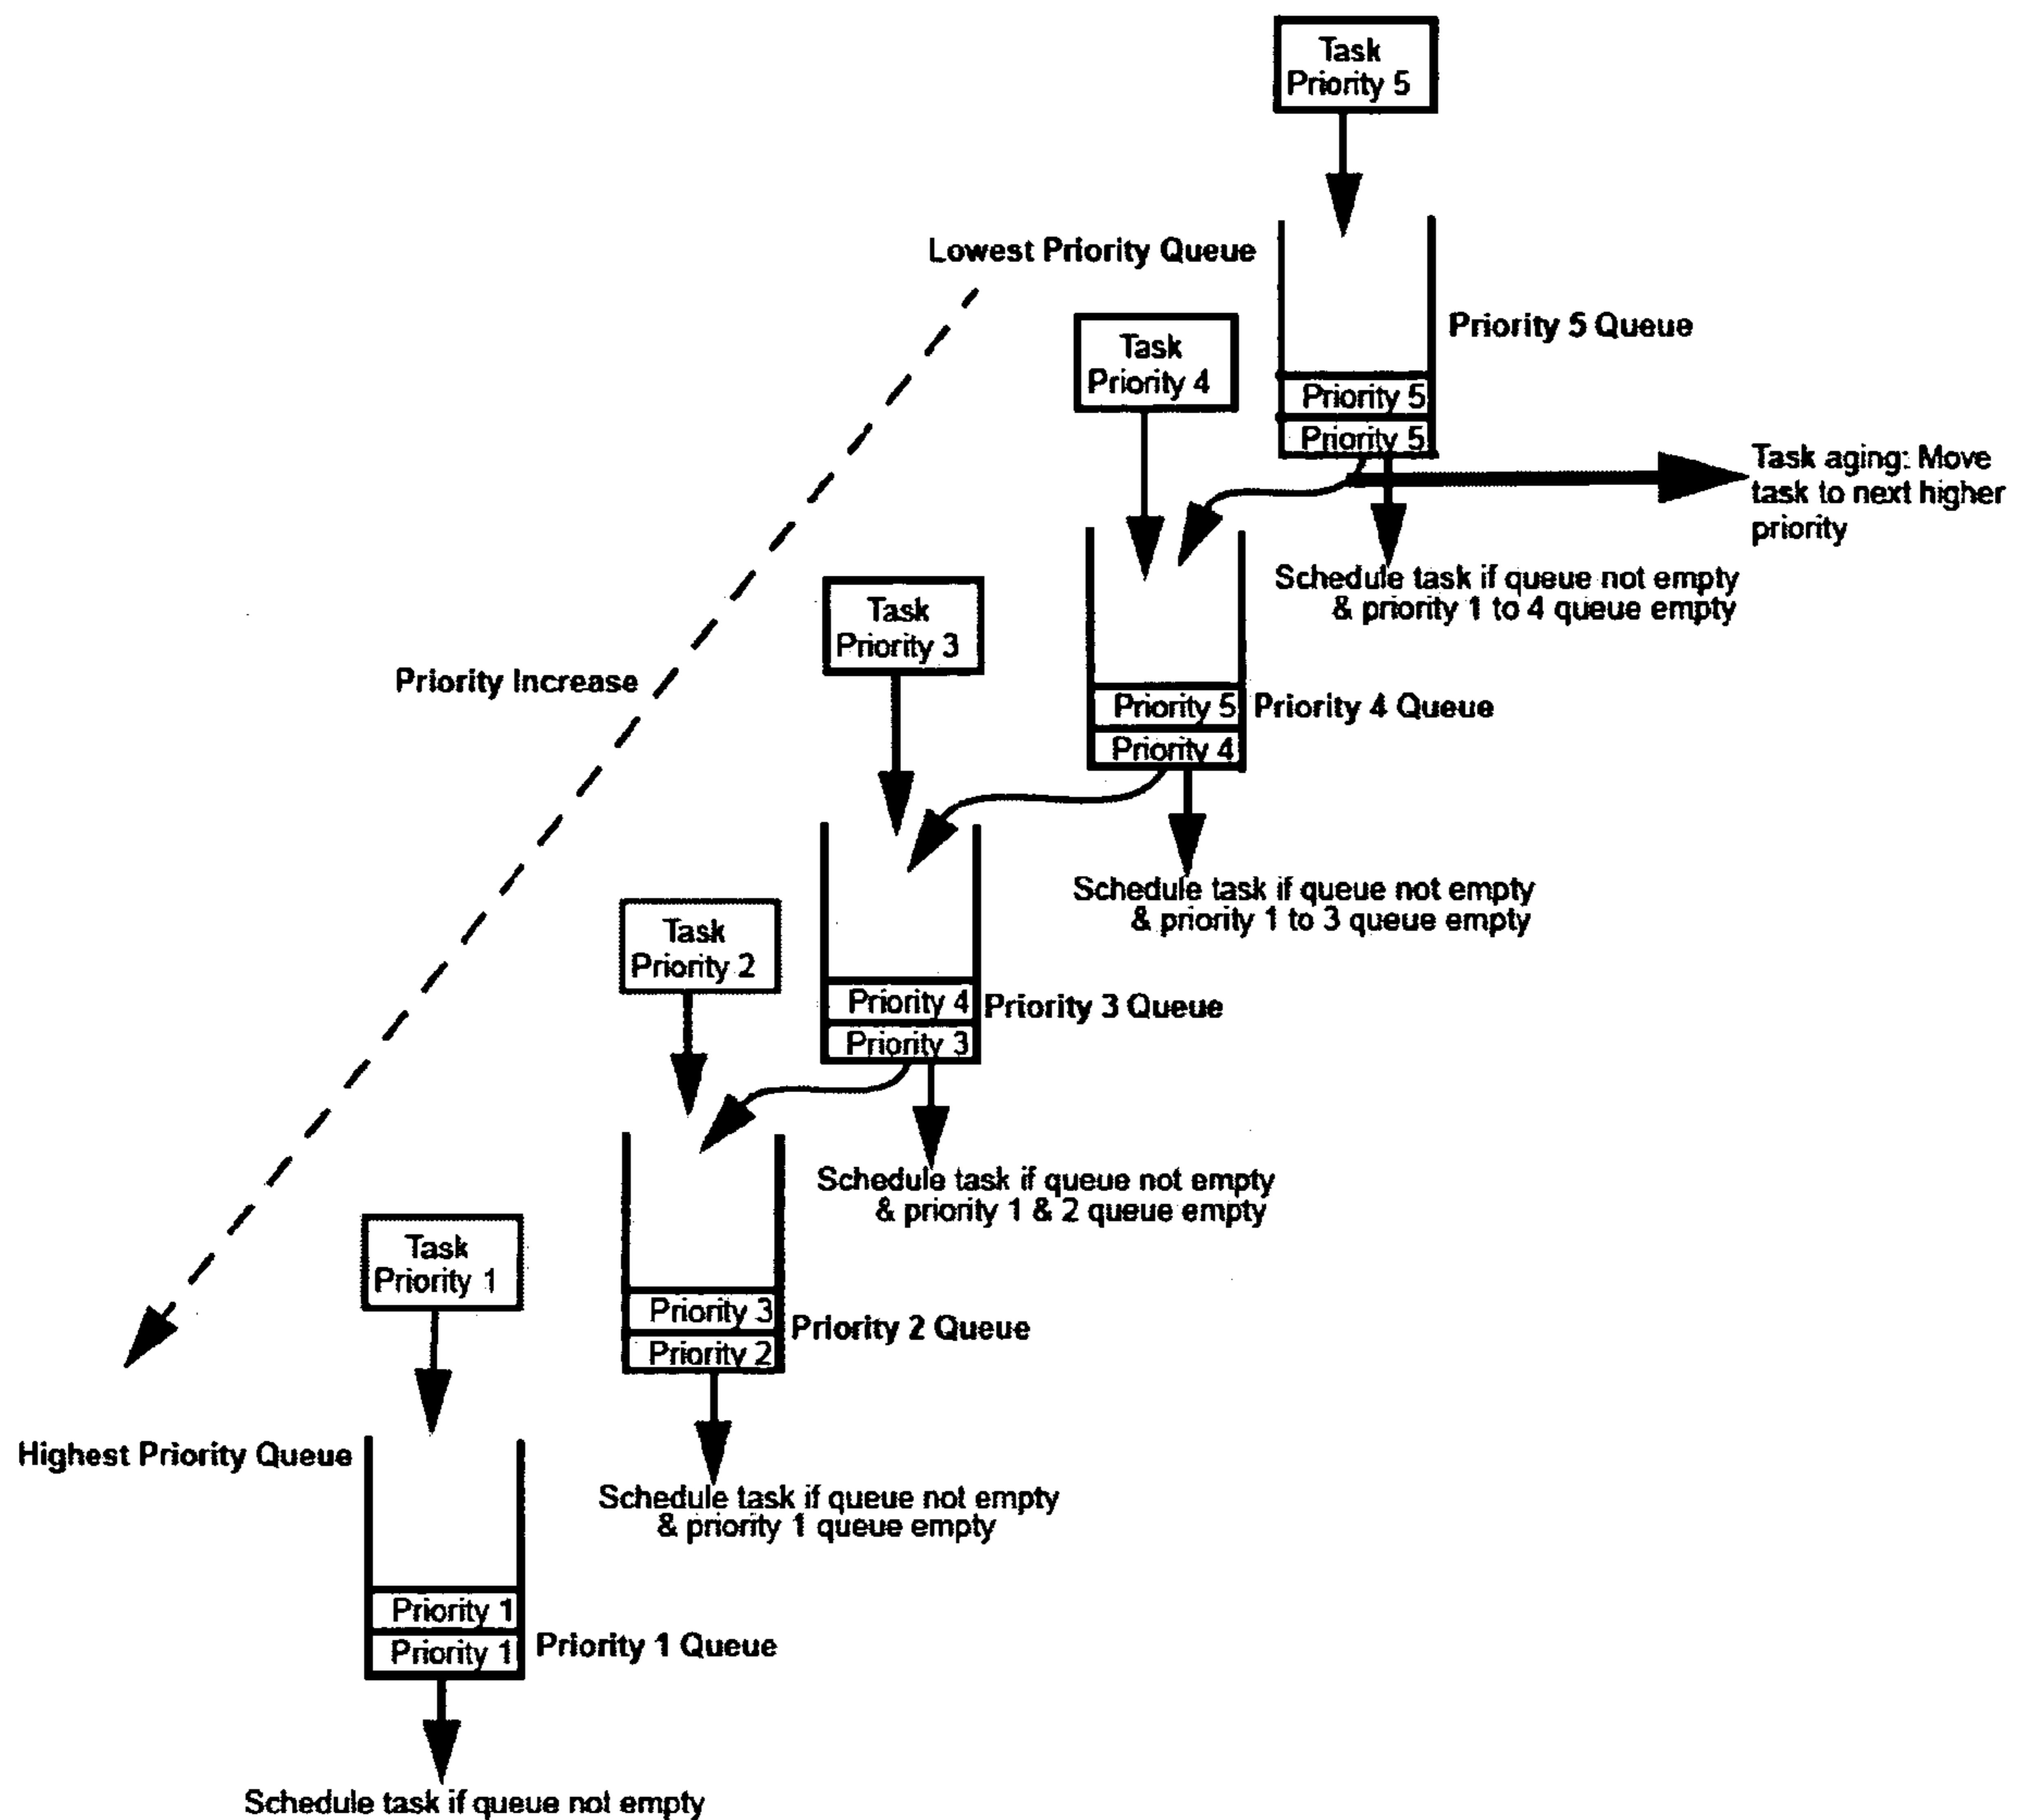 Task
Priority 5
Lowest Priority Queue
Priority 5 Queue
Task
Priority 4
Priority 5
Priority 5
Task aging: Move
task to next higher
priority
Schedule task if queue not empty
& priority 1 to 4 queue empty
Task
Priority 3
Priority Increase
Priority 5
Priority 4 Queue
Priority 4
Schedule task if queue not empty
& priority 1 to 3 queue empty
Task
Priority 2
Priority 4
Priority 3 Queue
Priority 3
Schedule task if queue not empty
& priority 1 & 2 queue empty
Task
Priority 1
Priority 3
Priority 2 Queue
Priority 2
Highest Priority Queue
Schedule task if queue not empty
& priority 1 queue empty
Priority 1
Priority 1
Priority 1 Queue
Schedule task if queue not empty